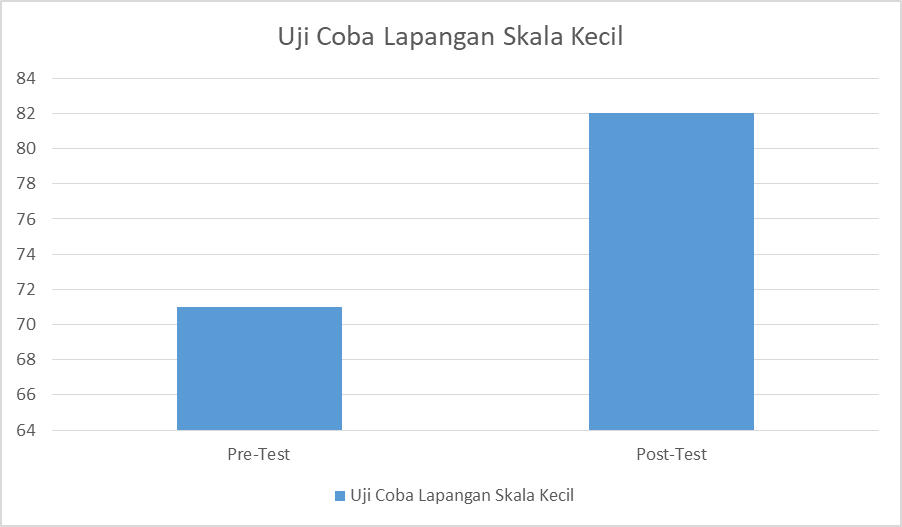 Uji Coba Lapangan Skala Kecil
84
82
80
78
76
74
72
70
68
66
64
Pre-Test
Post-Test
Uji Coba Lapangan Skala Kecil